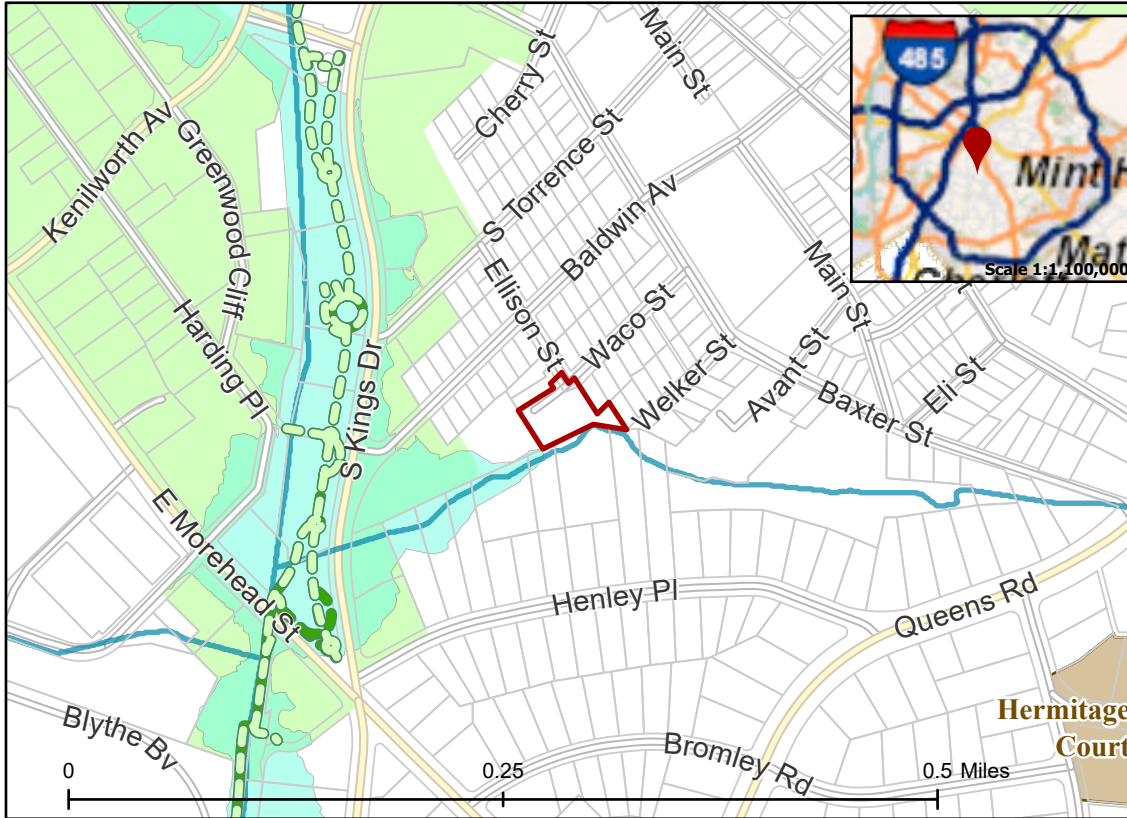 Kenilworth Av
Greenwood Cliff
Harding Pl
Cherry St
Main St
S Torrence St
Baldwin Av
Ellison St
Waco St
Welker St
Main St
Avant St
Eli St
Baxter St
S Kings Dr
E Morehead St
Henley Pl
Queens Rd
Blythe Bv
Bromley Rd
Hermitage
Court
0
0.25
0.5 Miles
485
Scale 1:1,100,000